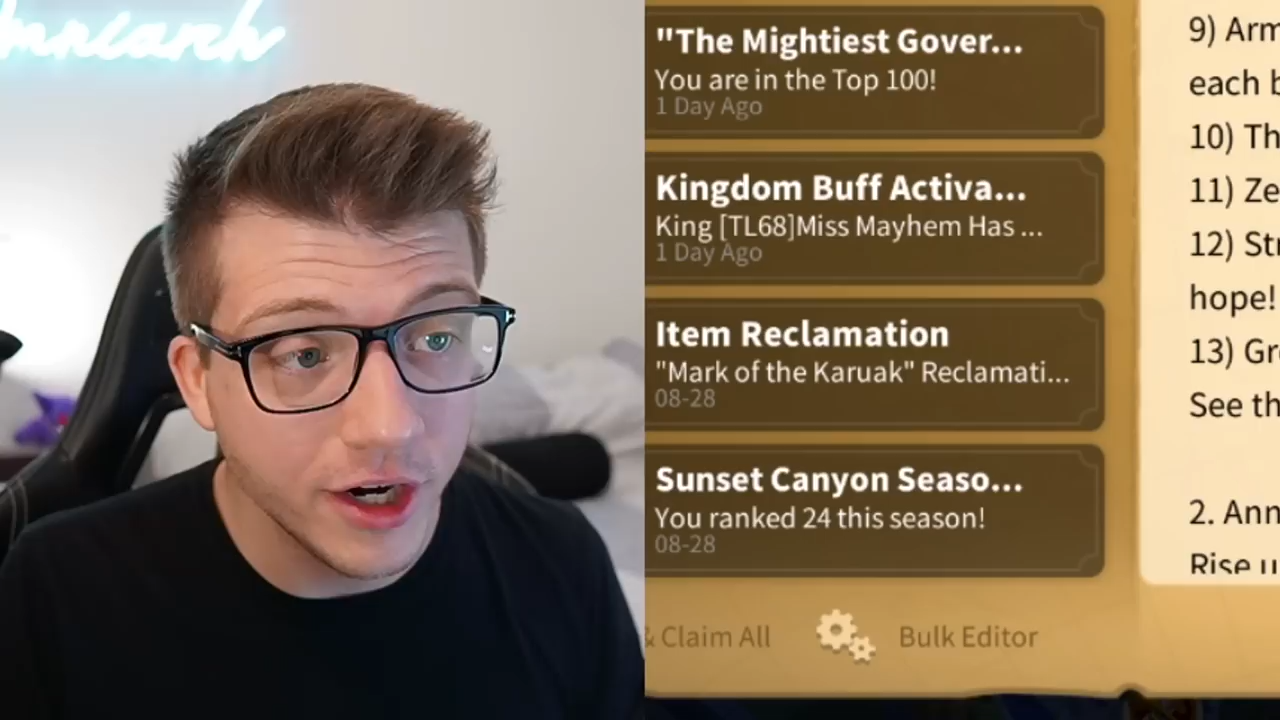 Omniarch
"The Mightiest Gover...
You are in the Top 100!
1 Day Ago
Kingdom Buff Activa...
King [TL68]Miss Mayhem Has ...
1 Day Ago
Item Reclamation
"Mark of the Karuak" Reclamati...
08-28
Sunset Canyon Seaso...
You ranked 24 this season!
08-28
& Claim All
Bulk Editor
9) Arm
each b
10) Th
11) Ze
12) Str
hope!
13) Gre
See th
2. Ann
Rise u